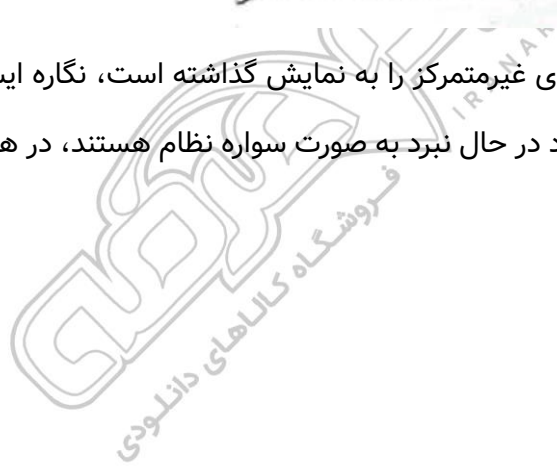 I R A N A R
ی غیرمتمرکز را به نمایش گذاشته است، نگاره ایس
د در حال نبرد به صورت سواره نظام هستند، در ه
فروشگاه کالاهای دانلودی